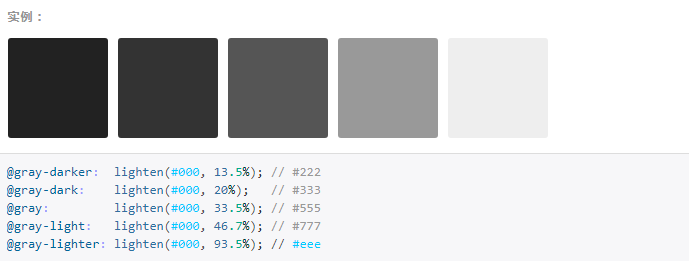 实例：
@gray-darker:  lighten(#000, 13.5%); // #222
@gray-dark:    lighten(#000, 20%);   // #333
@gray:         lighten(#000, 33.5%); // #555
@gray-light:   lighten(#000, 46.7%); // #777
@gray-lighter: lighten(#000, 93.5%); // #eee